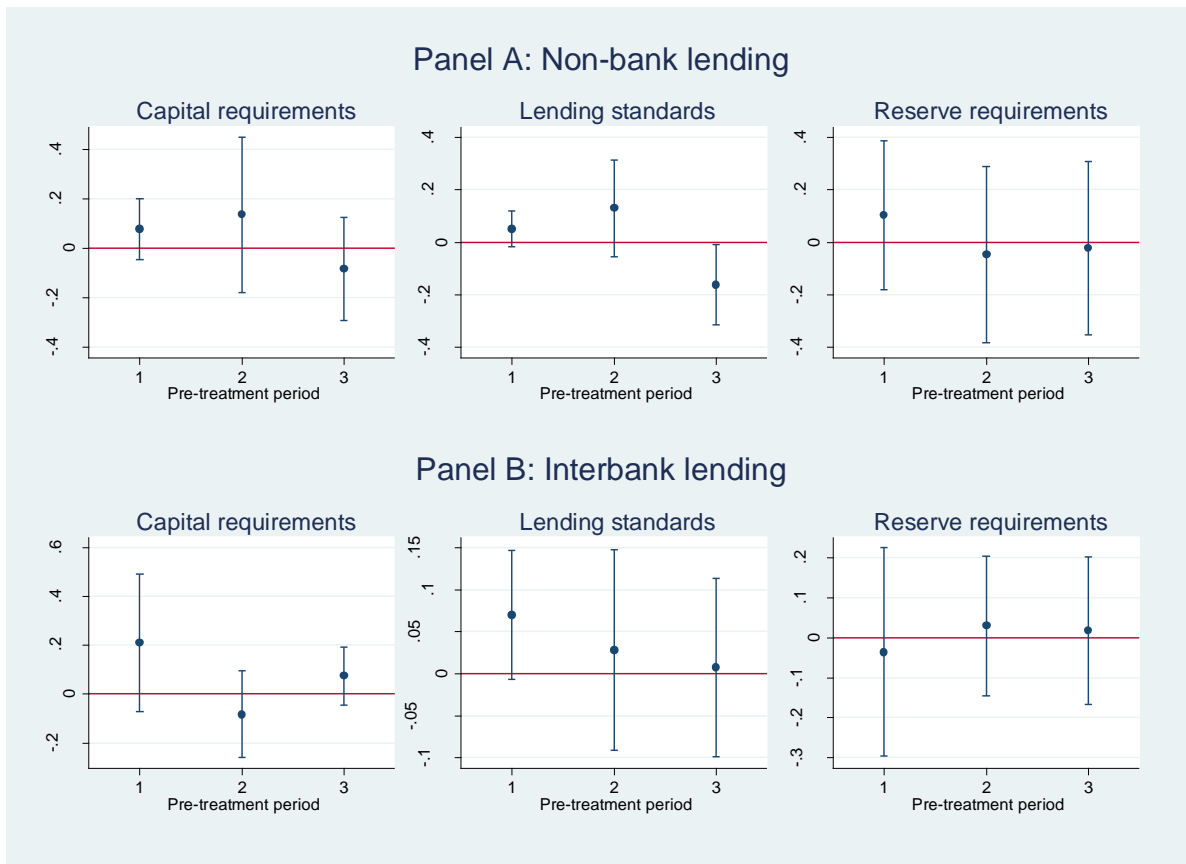 Panel A: Non-bank lending
Capital requirements
.4
.2
0
-.2
-.4
1 2 3
Pre-treatment period
Lending standards
.4
.2
0
-.2
-.4
1 2 3
Pre-treatment period
Reserve requirements
.4
.2
0
-.2
-.4
1 2 3
Pre-treatment period
Panel B: Interbank lending
Capital requirements
.6
.4
.2
0
-.2
1 2 3
Pre-treatment period
Lending standards
.15
.1
.05
0
-.05
-.1
1 2 3
Pre-treatment period
Reserve requirements
.2
.1
0
-.1
-.2
-.3
1 2 3
Pre-treatment period